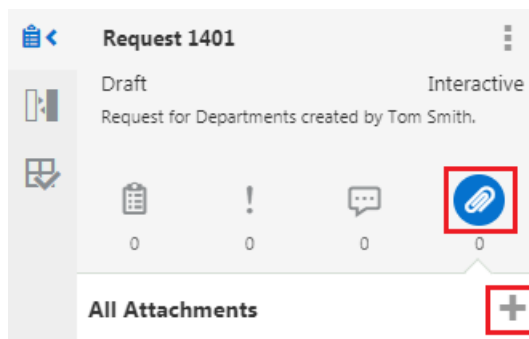 Request 1401
Draft Interactive
Request for Departments created by Tom Smith.
0 0 0 0
All Attachments